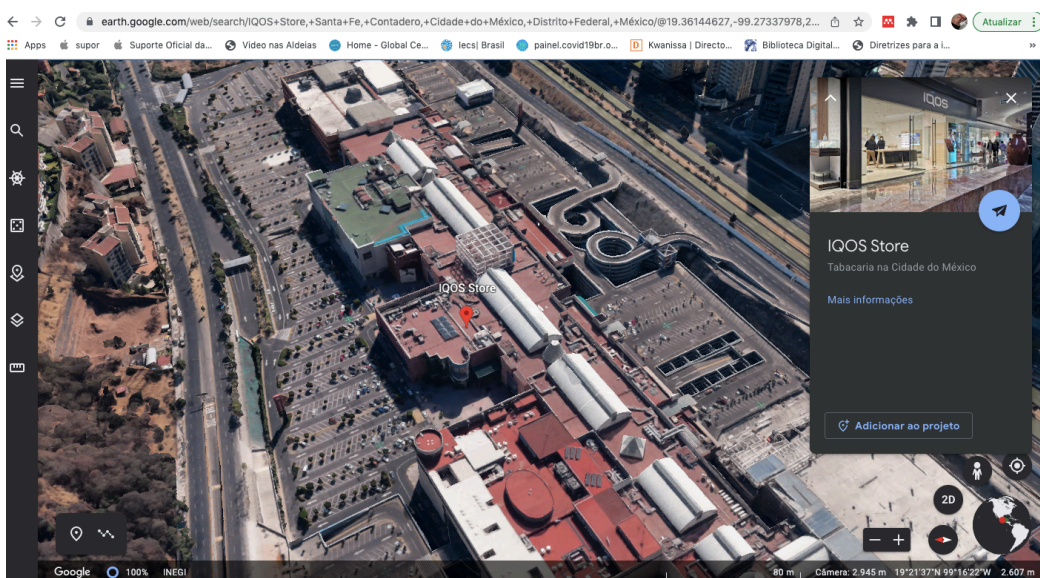 earth.google.com/web/search/IQOS+Store,+Santa+Fe,+Contadero,+Cidade+do+México,+Distrito+Federal,+México/@19.36144627,-99.27337978,2...
Atualizar
Apps
supor
Suporte Oficial da...
Video nas Aldeias
Home - Global Ce...
Iecs| Brasil
painel.covid19br.o...
Kwanissa | Directo...
Biblioteca Digital...
Diretrizes para a i...
»
IQOS
IQOS Store
Tabacaria na Cidade do México
Mais informações
IQOS Store
Adicionar ao projeto
2D
Google
100%
INEGI
80 m
Câmera: 2.945 m
19°21'37"N 99°16'22"W
2.607 m